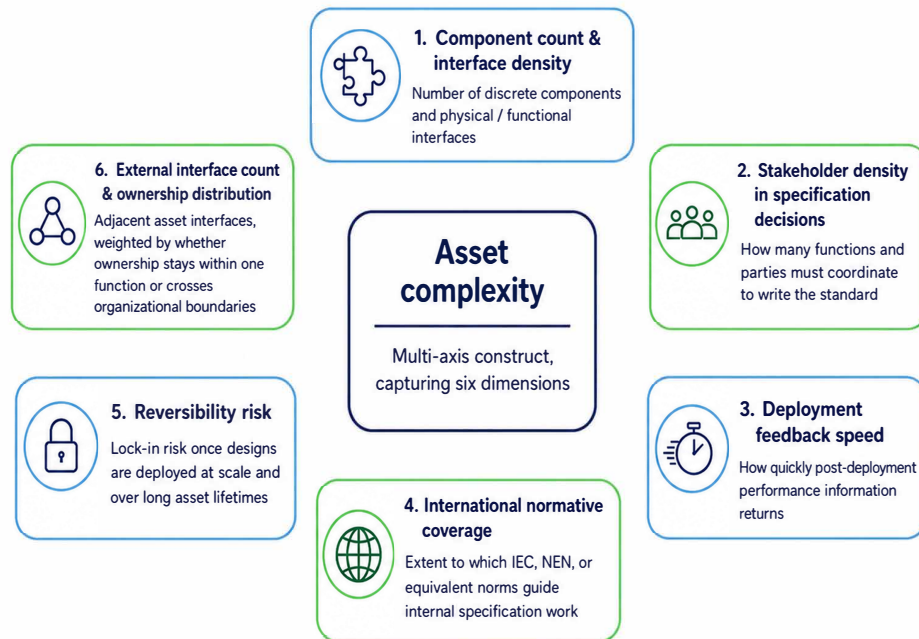 1. Component count &
interface density
Number of discrete components
and physical / functional
interfaces
6. External interface count
& ownership distribution
Adjacent asset interfaces,
weighted by whether
ownership stays within one
function or crosses
organizational boundaries
2. Stakeholder density
in specification
decisions
How many functions and
parties must coordinate
to write the standard
Asset
complexity
Multi-axis construct,
capturing six dimensions
5. Reversibility risk
Lock-in risk once designs
are deployed at scale and
over long asset lifetimes
3. Deployment
feedback speed
How quickly post-deployment
performance information
returns
4. International normative
coverage
Extent to which IEC, NEN, or
equivalent norms guide
internal specification work